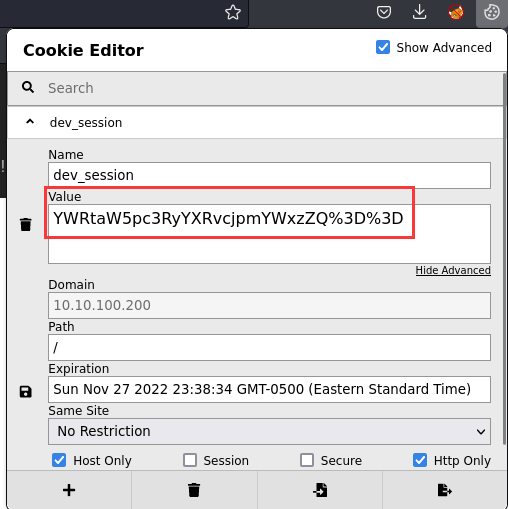 Cookie Editor
Show Advanced
Search
dev_session
Name
dev_session
Value
YWRtaW5pc3RyYXRvcjpmYWxzZQ%3D%3D
Hide Advanced
Domain
10.10.100.200
Path
/
Expiration
Sun Nov 27 2022 23:38:34 GMT-0500 (Eastern Standard Time)
Same Site
No Restriction
Host Only Session Secure Http Only